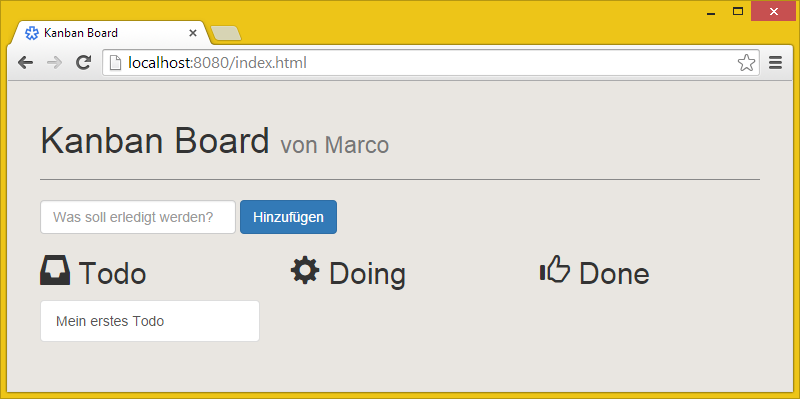 Kanban Board
localhost:8080/index.html
Kanban Board von Marco
Was soll erledigt werden? Hinzufügen
Todo Doing Done
Mein erstes Todo